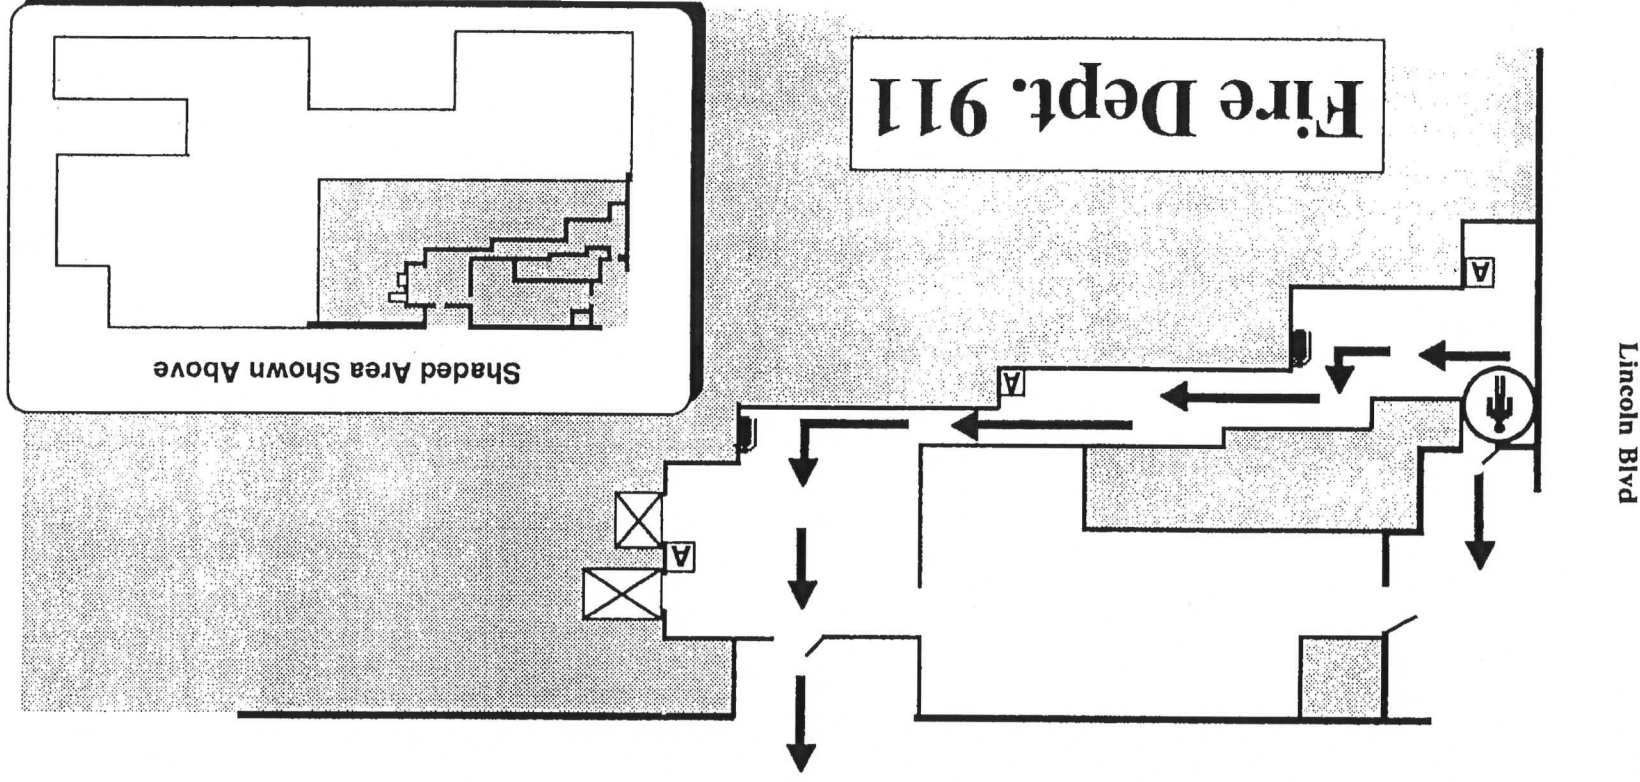 Lincoln Blvd
A
A
A
Fire Dept. 911
Shaded Area Shown Above